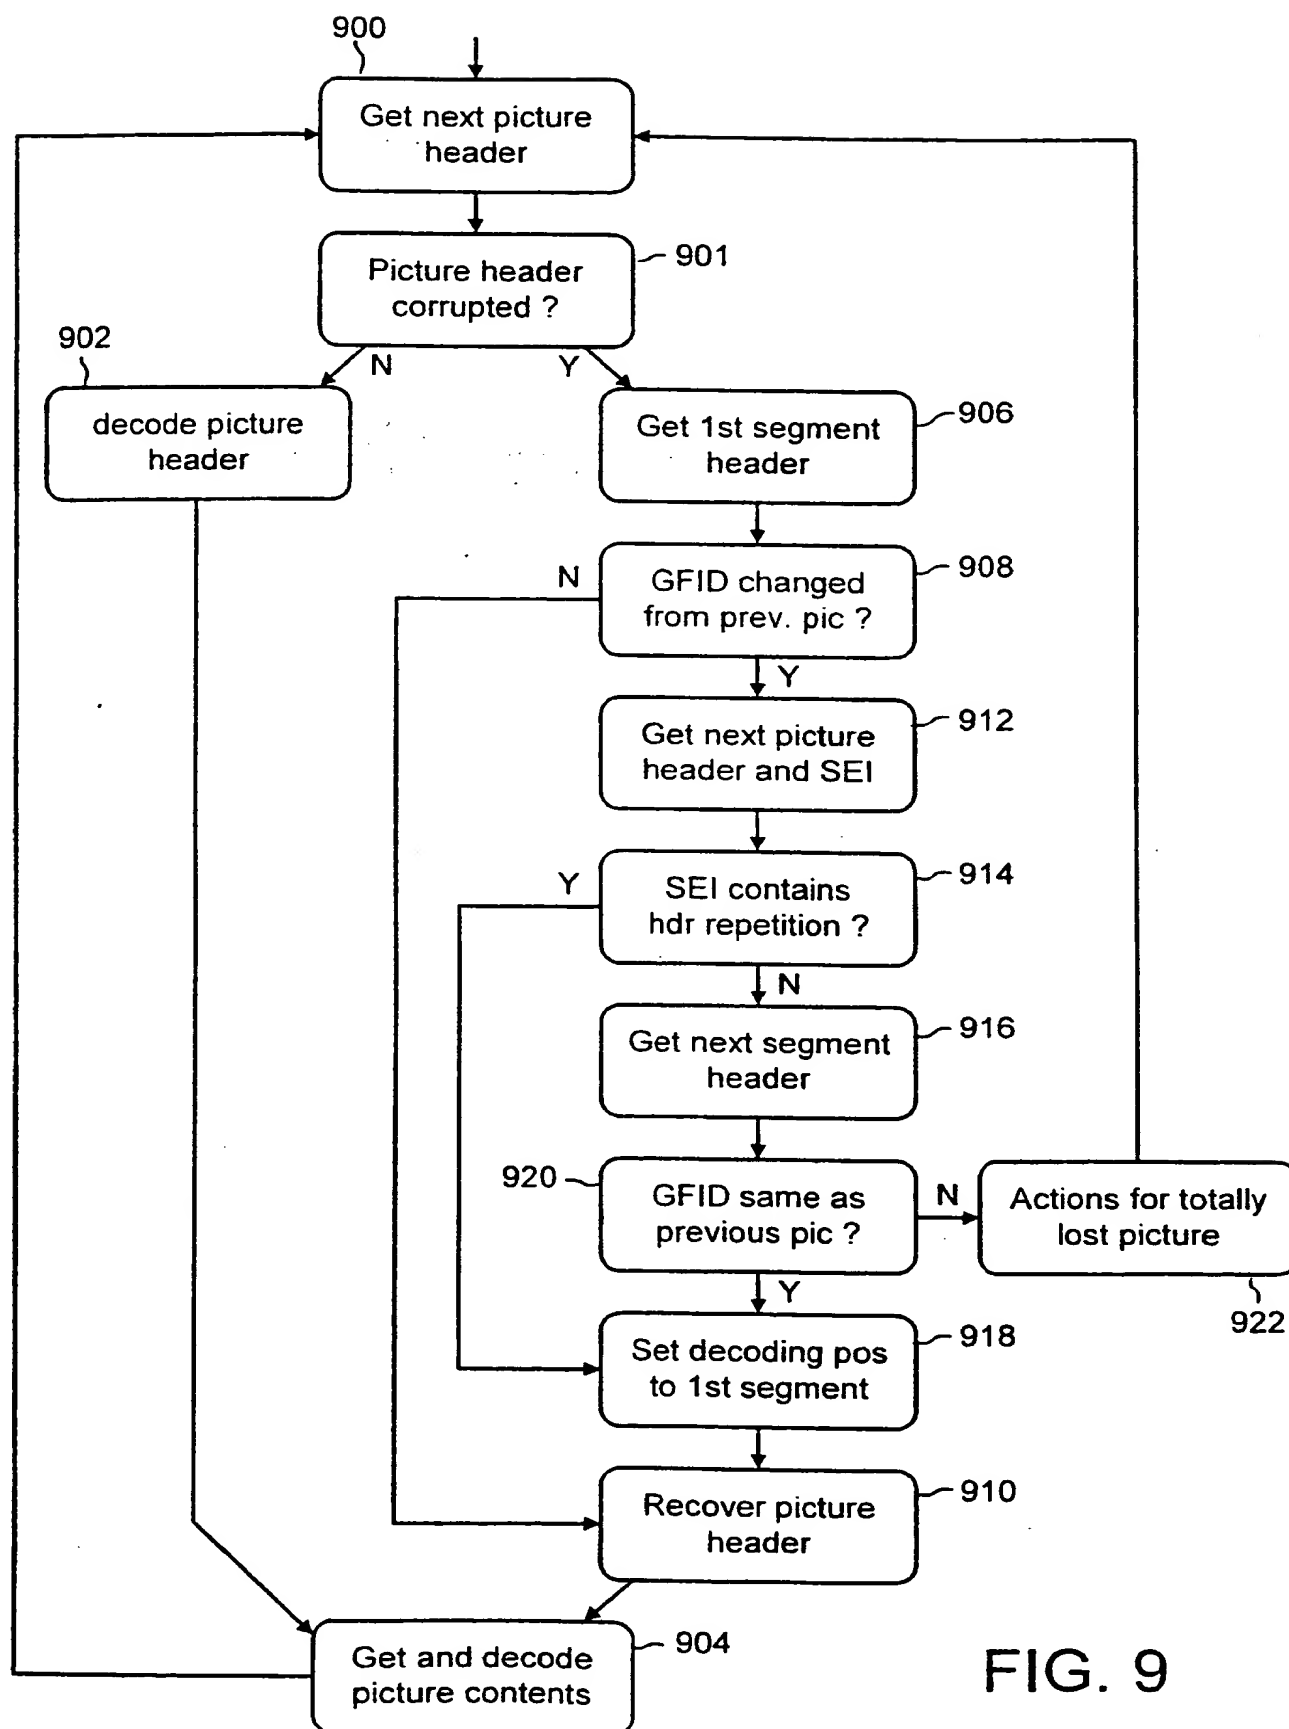 900
Get next picture
header
Picture header
corrupted ?
901
902
N
Y
decode picture
header
Get 1st segment
header
906
N
GFID changed
from prev. pic ?
908
Y
Get next picture
header and SEI
912
Y
SEI contains
hdr repetition ?
914
N
Get next segment
header
916
920
GFID same as
previous pic ?
N
Actions for totally
lost picture
922
Y
Set decoding pos
to 1st segment
918
Recover picture
header
910
Get and decode
picture contents
904
FIG. 9